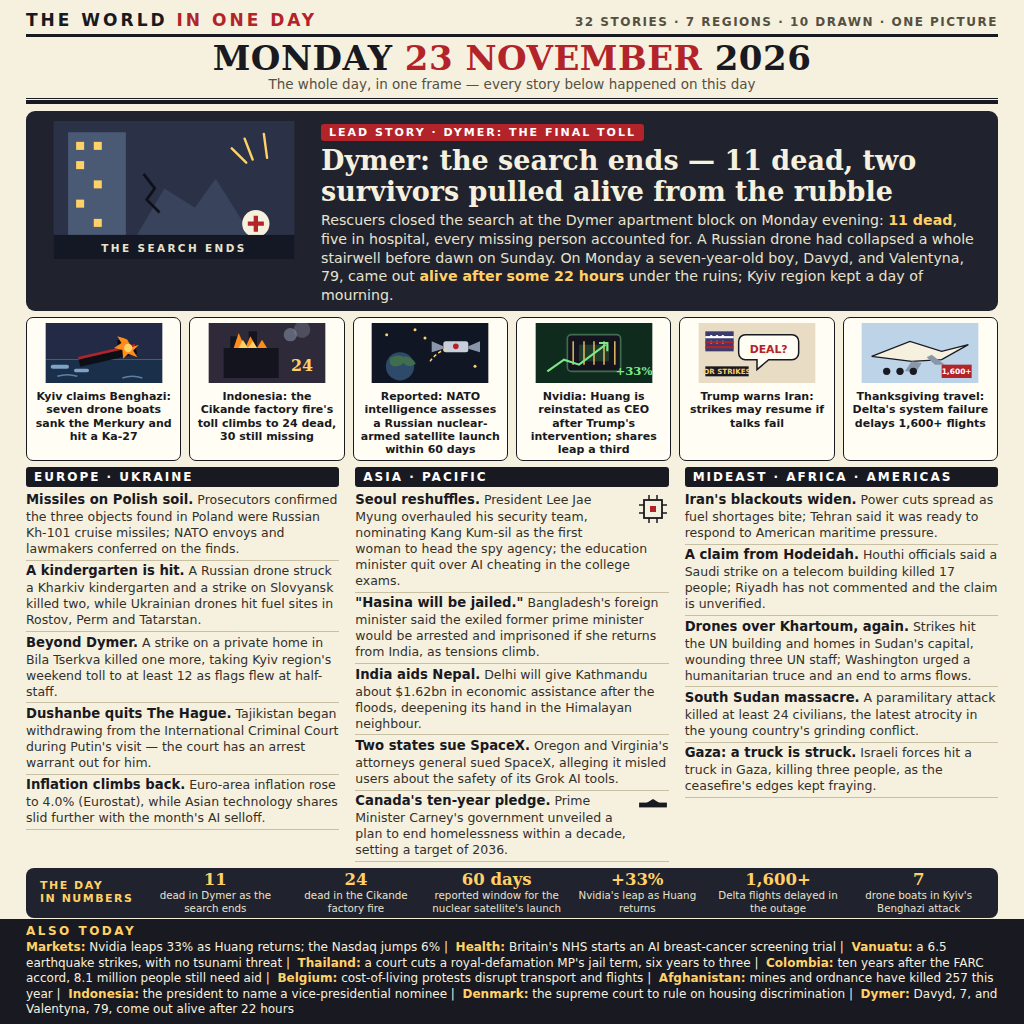 THE WORLD IN ONE DAY
32 STORIES · 7 REGIONS · 10 DRAWN · ONE PICTURE
MONDAY 23 NOVEMBER 2026
The whole day, in one frame — every story below happened on this day
THE SEARCH ENDS
LEAD STORY · DYMER: THE FINAL TOLL
Dymer: the search ends — 11 dead, two
survivors pulled alive from the rubble
Rescuers closed the search at the Dymer apartment block on Monday evening: 11 dead,
five in hospital, every missing person accounted for. A Russian drone had collapsed a whole
stairwell before dawn on Sunday. On Monday a seven-year-old boy, Davyd, and Valentyna,
79, came out alive after some 22 hours under the ruins; Kyiv region kept a day of
mourning.
Kyiv claims Benghazi:
seven drone boats
sank the Merkury and
hit a Ka-27
24
Indonesia: the
Cikande factory fire's
toll climbs to 24 dead,
30 still missing
Reported: NATO
intelligence assesses
a Russian nuclear-
armed satellite launch
within 60 days
+33%
Nvidia: Huang is
reinstated as CEO
after Trump's
intervention; shares
leap a third
DEAL?
OR STRIKES
Trump warns Iran:
strikes may resume if
talks fail
1,600+
Thanksgiving travel:
Delta's system failure
delays 1,600+ flights
EUROPE · UKRAINE
Missiles on Polish soil. Prosecutors confirmed
the three objects found in Poland were Russian
Kh-101 cruise missiles; NATO envoys and
lawmakers conferred on the finds.
A kindergarten is hit. A Russian drone struck
a Kharkiv kindergarten and a strike on Slovyansk
killed two, while Ukrainian drones hit fuel sites in
Rostov, Perm and Tatarstan.
Beyond Dymer. A strike on a private home in
Bila Tserkva killed one more, taking Kyiv region's
weekend toll to at least 12 as flags flew at half-
staff.
Dushanbe quits The Hague. Tajikistan began
withdrawing from the International Criminal Court
during Putin's visit — the court has an arrest
warrant out for him.
Inflation climbs back. Euro-area inflation rose
to 4.0% (Eurostat), while Asian technology shares
slid further with the month's AI selloff.
ASIA · PACIFIC
Seoul reshuffles. President Lee Jae
Myung overhauled his security team,
nominating Kang Kum-sil as the first
woman to head the spy agency; the education
minister quit over AI cheating in the college
exams.
"Hasina will be jailed." Bangladesh's foreign
minister said the exiled former prime minister
would be arrested and imprisoned if she returns
from India, as tensions climb.
India aids Nepal. Delhi will give Kathmandu
about $1.62bn in economic assistance after the
floods, deepening its hand in the Himalayan
neighbour.
Two states sue SpaceX. Oregon and Virginia's
attorneys general sued SpaceX, alleging it misled
users about the safety of its Grok AI tools.
Canada's ten-year pledge. Prime
Minister Carney's government unveiled a
plan to end homelessness within a decade,
setting a target of 2036.
MIDEAST · AFRICA · AMERICAS
Iran's blackouts widen. Power cuts spread as
fuel shortages bite; Tehran said it was ready to
respond to American maritime pressure.
A claim from Hodeidah. Houthi officials said a
Saudi strike on a telecom building killed 17
people; Riyadh has not commented and the claim
is unverified.
Drones over Khartoum, again. Strikes hit
the UN building and homes in Sudan's capital,
wounding three UN staff; Washington urged a
humanitarian truce and an end to arms flows.
South Sudan massacre. A paramilitary attack
killed at least 24 civilians, the latest atrocity in
the young country's grinding conflict.
Gaza: a truck is struck. Israeli forces hit a
truck in Gaza, killing three people, as the
ceasefire's edges kept fraying.
THE DAY
IN NUMBERS
11
dead in Dymer as the
search ends
24
dead in the Cikande
factory fire
60 days
reported window for the
nuclear satellite's launch
+33%
Nvidia's leap as Huang
returns
1,600+
Delta flights delayed in
the outage
7
drone boats in Kyiv's
Benghazi attack
ALSO TODAY
Markets: Nvidia leaps 33% as Huang returns; the Nasdaq jumps 6% | Health: Britain's NHS starts an AI breast-cancer screening trial | Vanuatu: a 6.5
earthquake strikes, with no tsunami threat | Thailand: a court cuts a royal-defamation MP's jail term, six years to three | Colombia: ten years after the FARC
accord, 8.1 million people still need aid | Belgium: cost-of-living protests disrupt transport and flights | Afghanistan: mines and ordnance have killed 257 this
year | Indonesia: the president to name a vice-presidential nominee | Denmark: the supreme court to rule on housing discrimination | Dymer: Davyd, 7, and
Valentyna, 79, come out alive after 22 hours